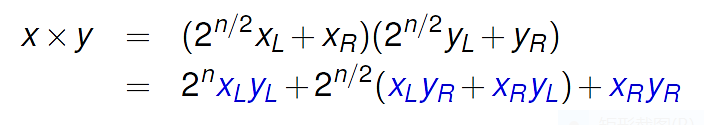 x × y = (2^{n/2}x_L + x_R)(2^{n/2}y_L + y_R)
= 2^n x_L y_L + 2^{n/2}(x_L y_R + x_R y_L) + x_R y_R